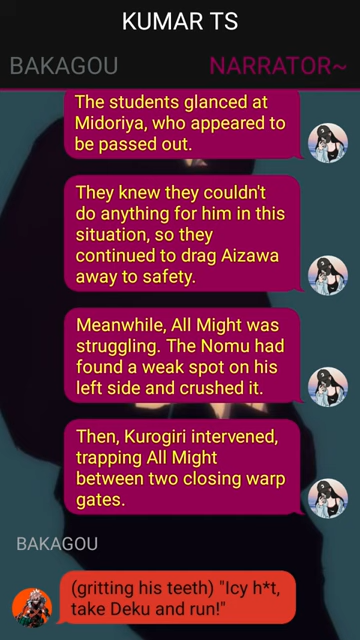 KUMAR TS
BAKAGOU
NARRATOR~
The students glanced at
Midoriya, who appeared to
be passed out.
They knew they couldn't
do anything for him in this
situation, so they
continued to drag Aizawa
away to safety.
Meanwhile, All Might was
struggling. The Nomu had
found a weak spot on his
left side and crushed it.
Then, Kurogiri intervened,
trapping All Might
between two closing warp
gates.
BAKAGOU
(gritting his teeth) "Icy h*t,
take Deku and run!"